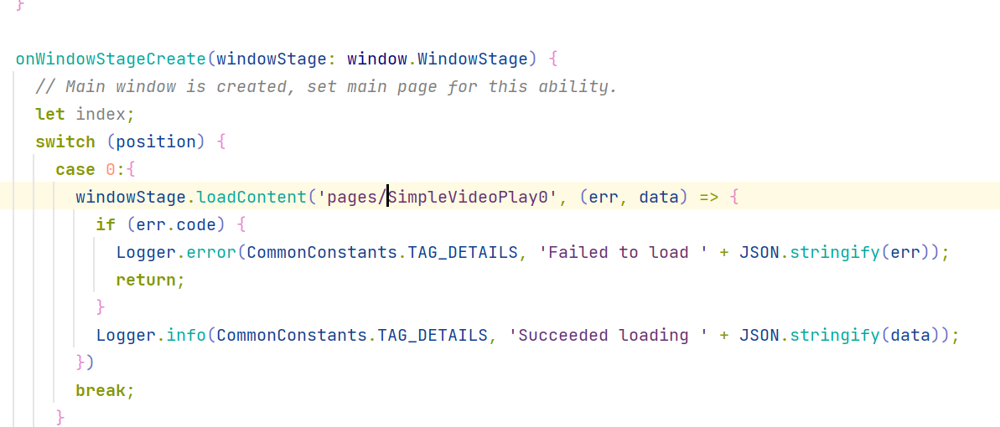 }
onWindowStageCreate(windowStage: window.WindowStage) {
// Main window is created, set main page for this ability.
let index;
switch (position) {
case 0:{
windowStage.loadContent('pages/SimpleVideoPlay0', (err, data) => {
if (err.code) {
Logger.error(CommonConstants.TAG_DETAILS, 'Failed to load ' + JSON.stringify(err));
return;
}
Logger.info(CommonConstants.TAG_DETAILS, 'Succeeded loading ' + JSON.stringify(data));
})
break;
}